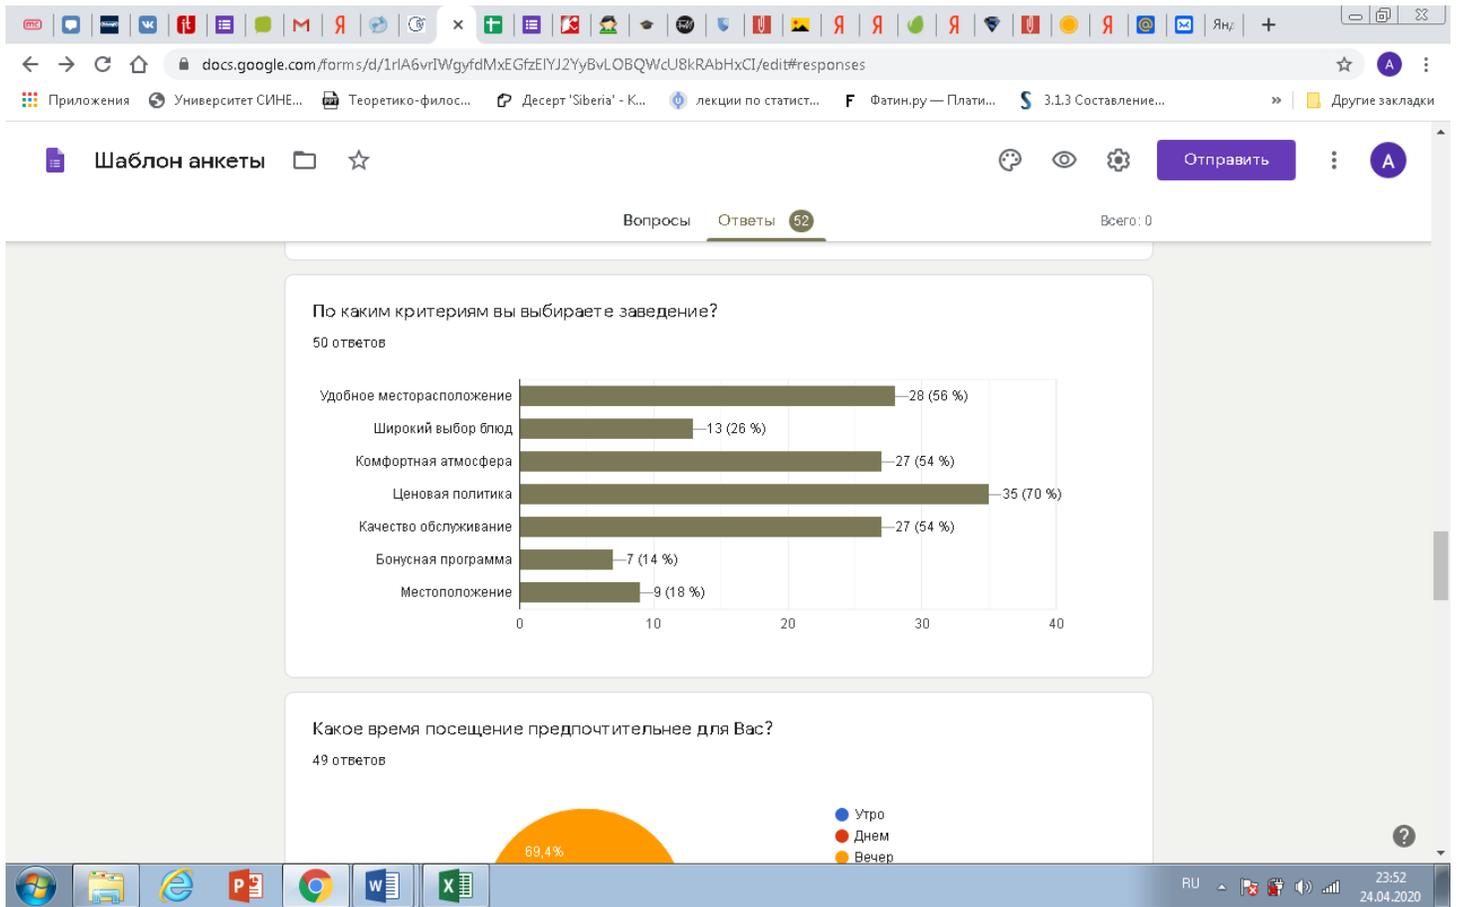 Янд
docs.google.com/forms/d/1rlA6vrIWgyfdMxEGfzElYJ2YyBvLOBQWcU8kRAbHxCI/edit#responses
Приложения
Университет СИНЕ...
Теоретико-филос...
Десерт 'Siberia' - K...
лекции по статист...
Фатин.ру — Плати...
3.1.3 Составление...
»
Другие закладки
Шаблон анкеты
Отправить
A
Вопросы
Ответы 52
Всего: 0
По каким критериям вы выбираете заведение?
50 ответов
Удобное месторасположение 28 (56 %)
Широкий выбор блюд 13 (26 %)
Комфортная атмосфера 27 (54 %)
Ценовая политика 35 (70 %)
Качество обслуживание 27 (54 %)
Бонусная программа 7 (14 %)
Местоположение 9 (18 %)
0 10 20 30 40
Какое время посещение предпочтительнее для Вас?
49 ответов
69,4%
Утро
Днем
Вечер
RU
23:52
24.04.2020